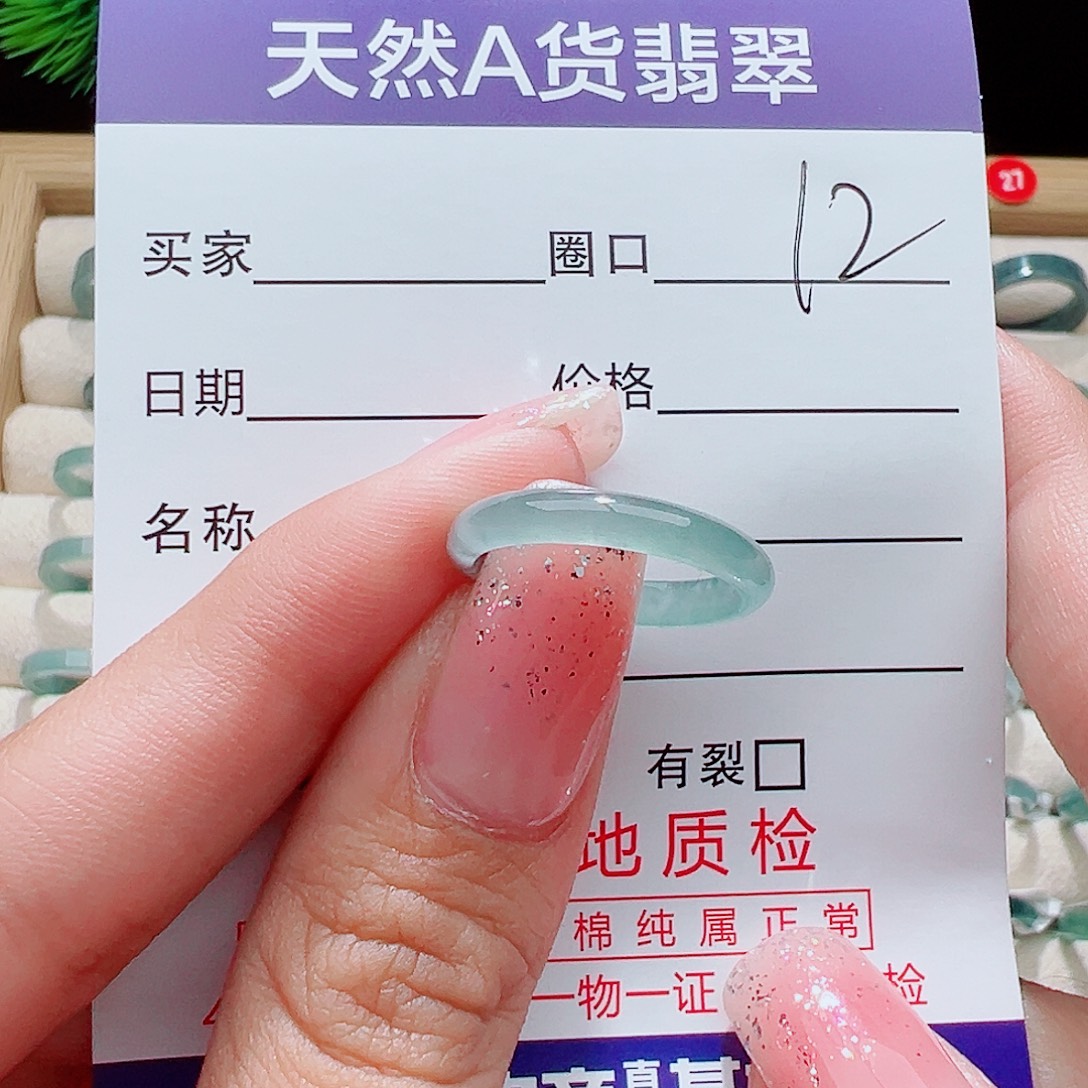 天然A货翡翠
27
买家 圈口 12
日期 价格
名称
有裂
地质检
棉纯属正常
一物一证 检